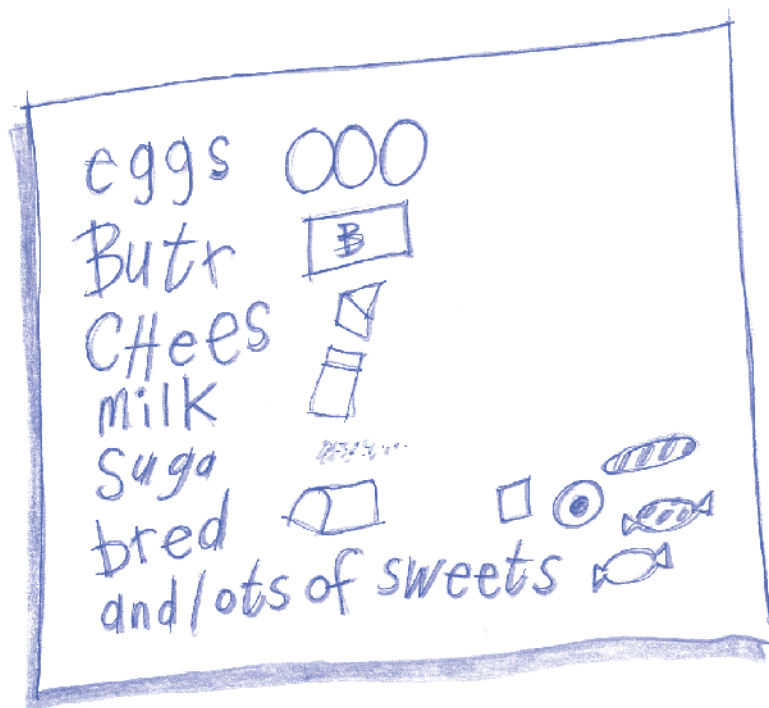 eggs
Butr B
CHees
milk
suga
bred
and lots of sweets